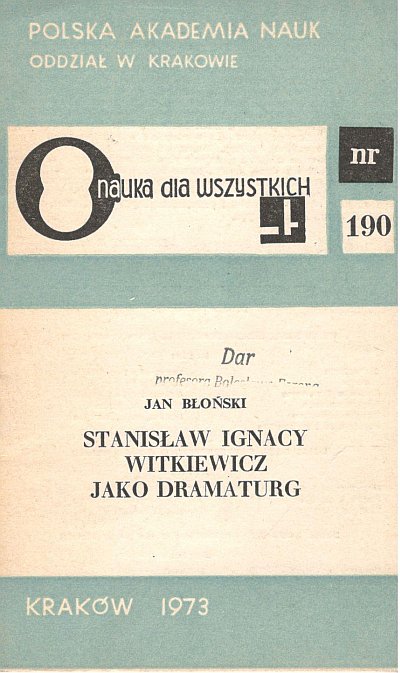 POLSKA AKADEMIA NAUK
ODDZIAŁ W KRAKOWIE
nauka dla wszystkich
nr
190
Dar
profesora
JAN BŁOŃSKI
STANISŁAW IGNACY
WITKIEWICZ
JAKO DRAMATURG
KRAKÓW 1973